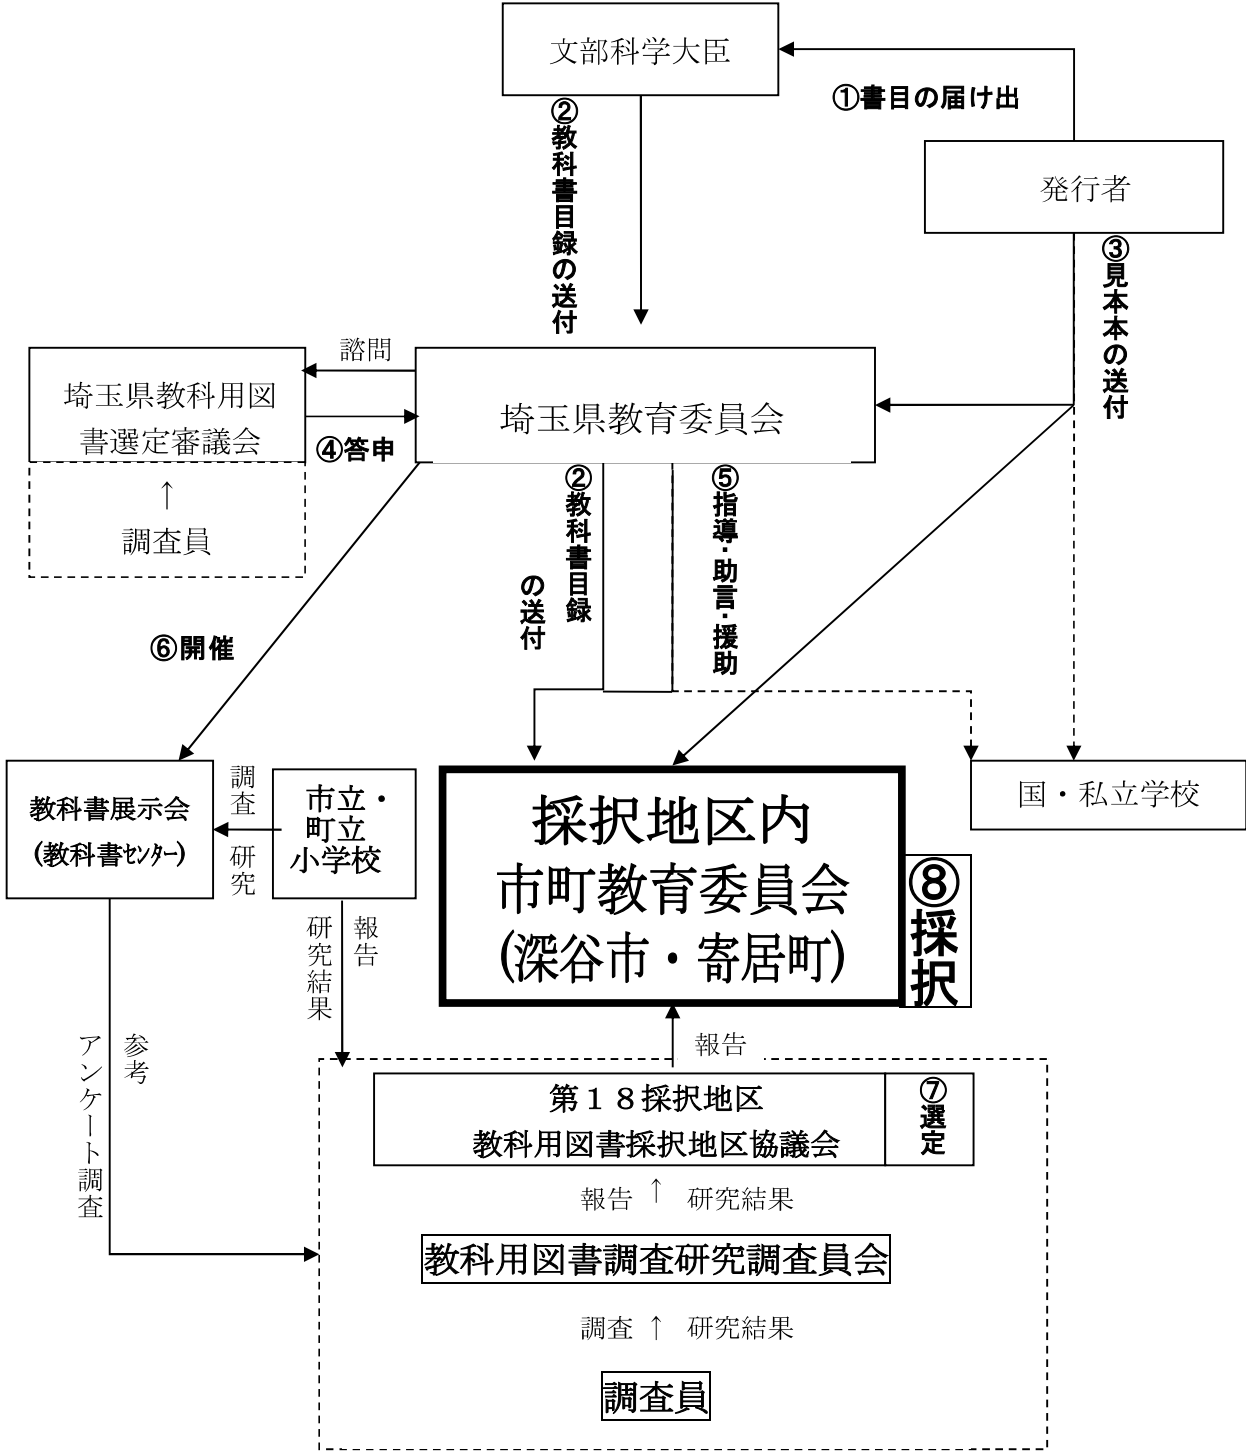 文部科学大臣
①書目の届け出
②教科書目録の送付
発行者
③見本本の送付
諮問
埼玉県教科用図
書選定審議会
④答申
埼玉県教育委員会
↑
調査員
②教科書目録
の送付
⑤指導・助言・援助
⑥開催
教科書展示会
(教科書ｾﾝﾀｰ)
調査
研究
市立・
町立
小学校
採択地区内
市町教育委員会
(深谷市・寄居町)
⑧採択
国・私立学校
報告
研究結果
参考
アンケート調査
報告
第１８採択地区
教科用図書採択地区協議会
⑦選定
報告 ↑ 研究結果
教科用図書調査研究調査員会
調査 ↑ 研究結果
調査員